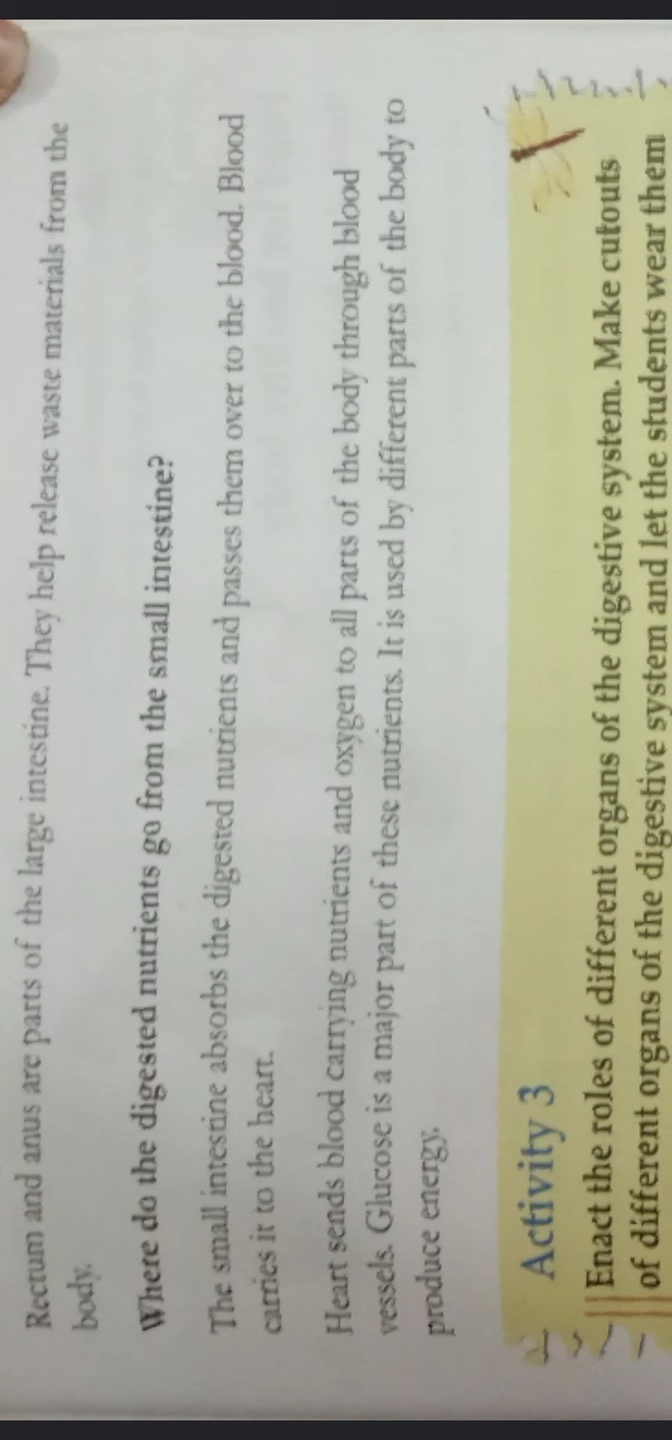 Rectum and anus are parts of the large intestine. They help release waste materials from the
body.
Where do the digested nutrients go from the small intestine?
The small intestine absorbs the digested nutrients and passes them over to the blood. Blood
carries it to the heart.
Heart sends blood carrying nutrients and oxygen to all parts of the body through blood
vessels. Glucose is a major part of these nutrients. It is used by different parts of the body to
produce energy.
Activity 3
Enact the roles of different organs of the digestive system. Make cutouts
of different organs of the digestive system and let the students wear them